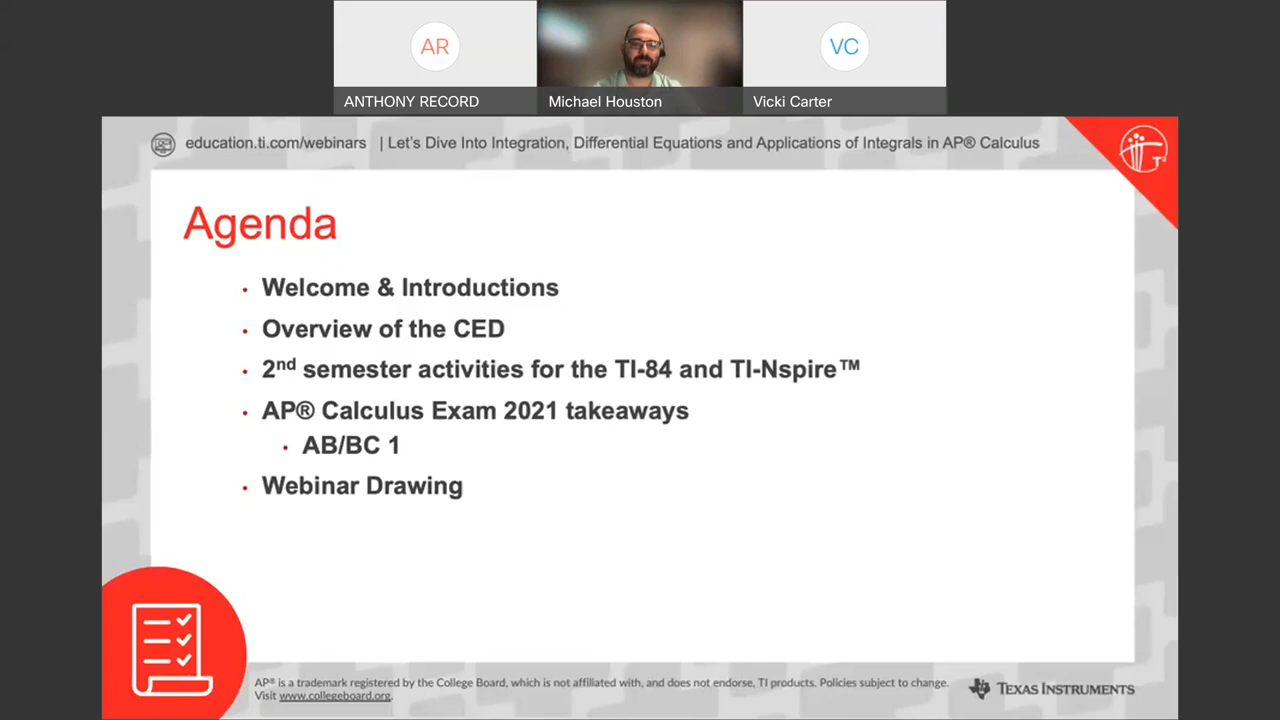 AR
VC
ANTHONY RECORD
Michael Houston
Vicki Carter
education.ti.com/webinars | Let's Dive Into Integration, Differential Equations and Applications of Integrals in AP® Calculus
Agenda
Welcome & Introductions
Overview of the CED
2nd semester activities for the TI-84 and TI-Nspire™
AP® Calculus Exam 2021 takeaways
AB/BC 1
Webinar Drawing
AP® is a trademark registered by the College Board, which is not affiliated with, and does not endorse, TI products. Policies subject to change.
Visit www.collegeboard.org.
TEXAS INSTRUMENTS